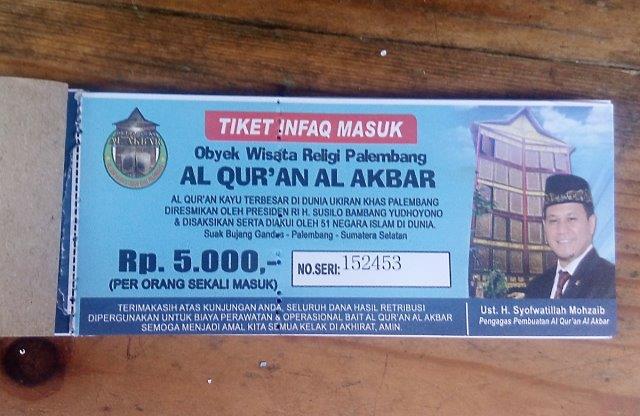 AL AKBAR
TIKET INFAQ MASUK
Obyek Wisata Religi Palembang
AL QUR'AN AL AKBAR
AL QUR'AN KAYU TERBESAR DI DUNIA UKIRAN KHAS PALEMBANG
DIRESMIKAN OLEH PRESIDEN RI H. SUSILO BAMBANG YUDHOYONO
& DISAKSIKAN SERTA DIAKUI OLEH 51 NEGARA ISLAM DI DUNIA.
Suak Bujang Gandus - Palembang - Sumatera Selatan
Rp. 5.000,-
(PER ORANG SEKALI MASUK)
NO.SERI: 152453
TERIMAKASIH ATAS KUNJUNGAN ANDA, SELURUH DANA HASIL RETRIBUSI
DIPERGUNAKAN UNTUK BIAYA PERAWATAN & OPERASIONAL BAIT AL QUR'AN AL AKBAR
SEMOGA MENJADI AMAL KITA SEMUA KELAK DI AKHIRAT, AMIN.
Ust. H. Syofwatillah Mohzaib
Pengagas Pembuatan Al Qur'an Al Akbar